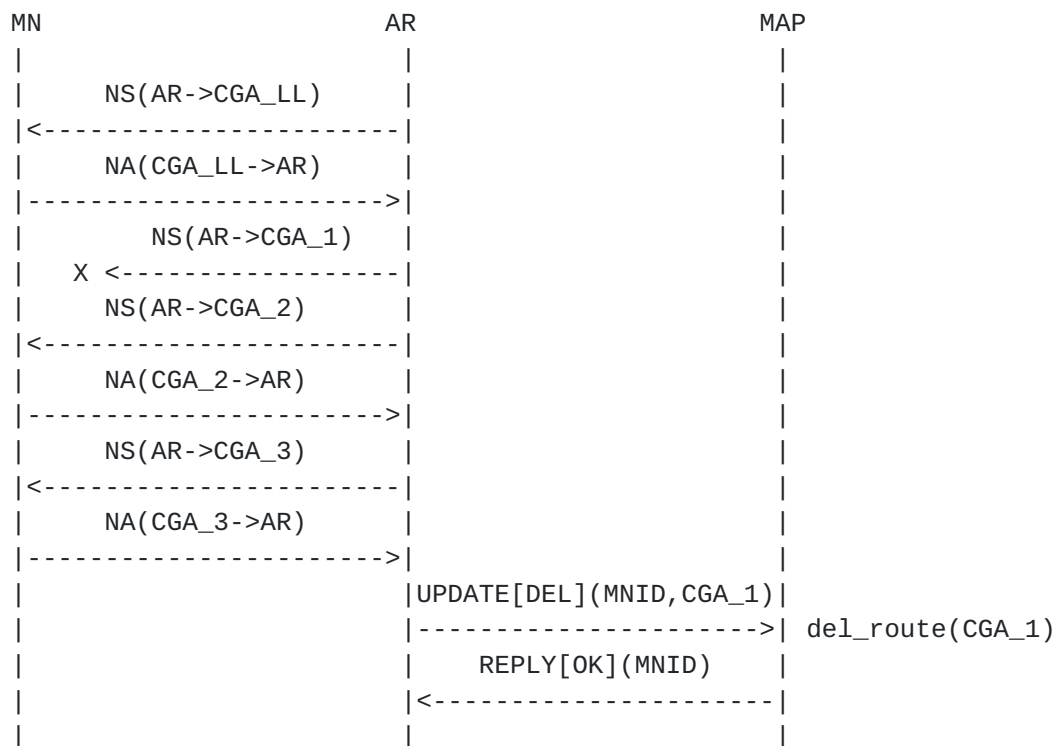 MN AR MAP
| | |
| NS(AR->CGA_LL) | |
|<------------------------| |
| NA(CGA_LL->AR) | |
|------------------------>| |
| NS(AR->CGA_1) | |
| X <------------------| |
| NS(AR->CGA_2) | |
|<------------------------| |
| NA(CGA_2->AR) | |
|------------------------>| |
| NS(AR->CGA_3) | |
|<------------------------| |
| NA(CGA_3->AR) | |
|------------------------>| |
| |UPDATE[DEL](MNID,CGA_1)|
| |---------------------->| del_route(CGA_1)
| | REPLY[OK](MNID) |
| |<----------------------|
| | |